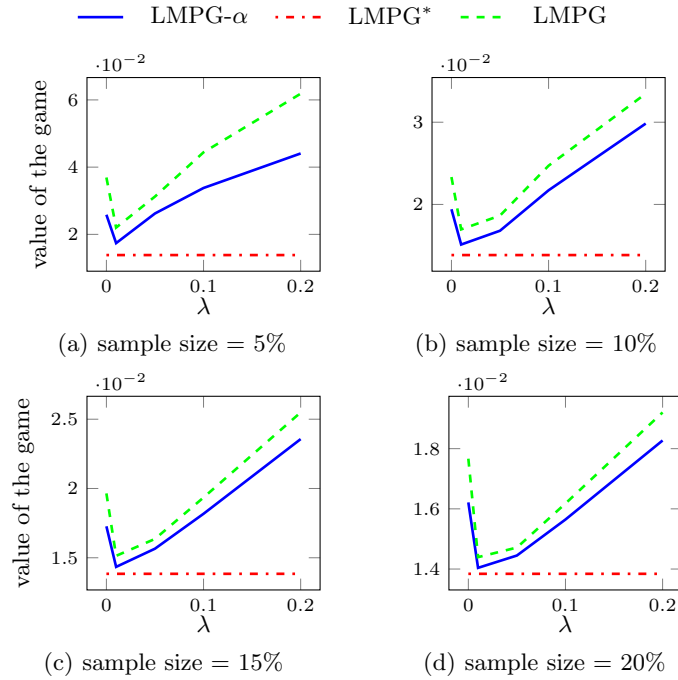 LMPG-α LMPG* LMPG
·10⁻² ·10⁻²
value of the game
6
4
2
0 0.1 0.2
λ
3
2
0 0.1 0.2
λ
(a) sample size = 5% (b) sample size = 10%
·10⁻² ·10⁻²
value of the game
2.5
2
1.5
0 0.1 0.2
λ
1.8
1.6
1.4
0 0.1 0.2
λ
(c) sample size = 15% (d) sample size = 20%